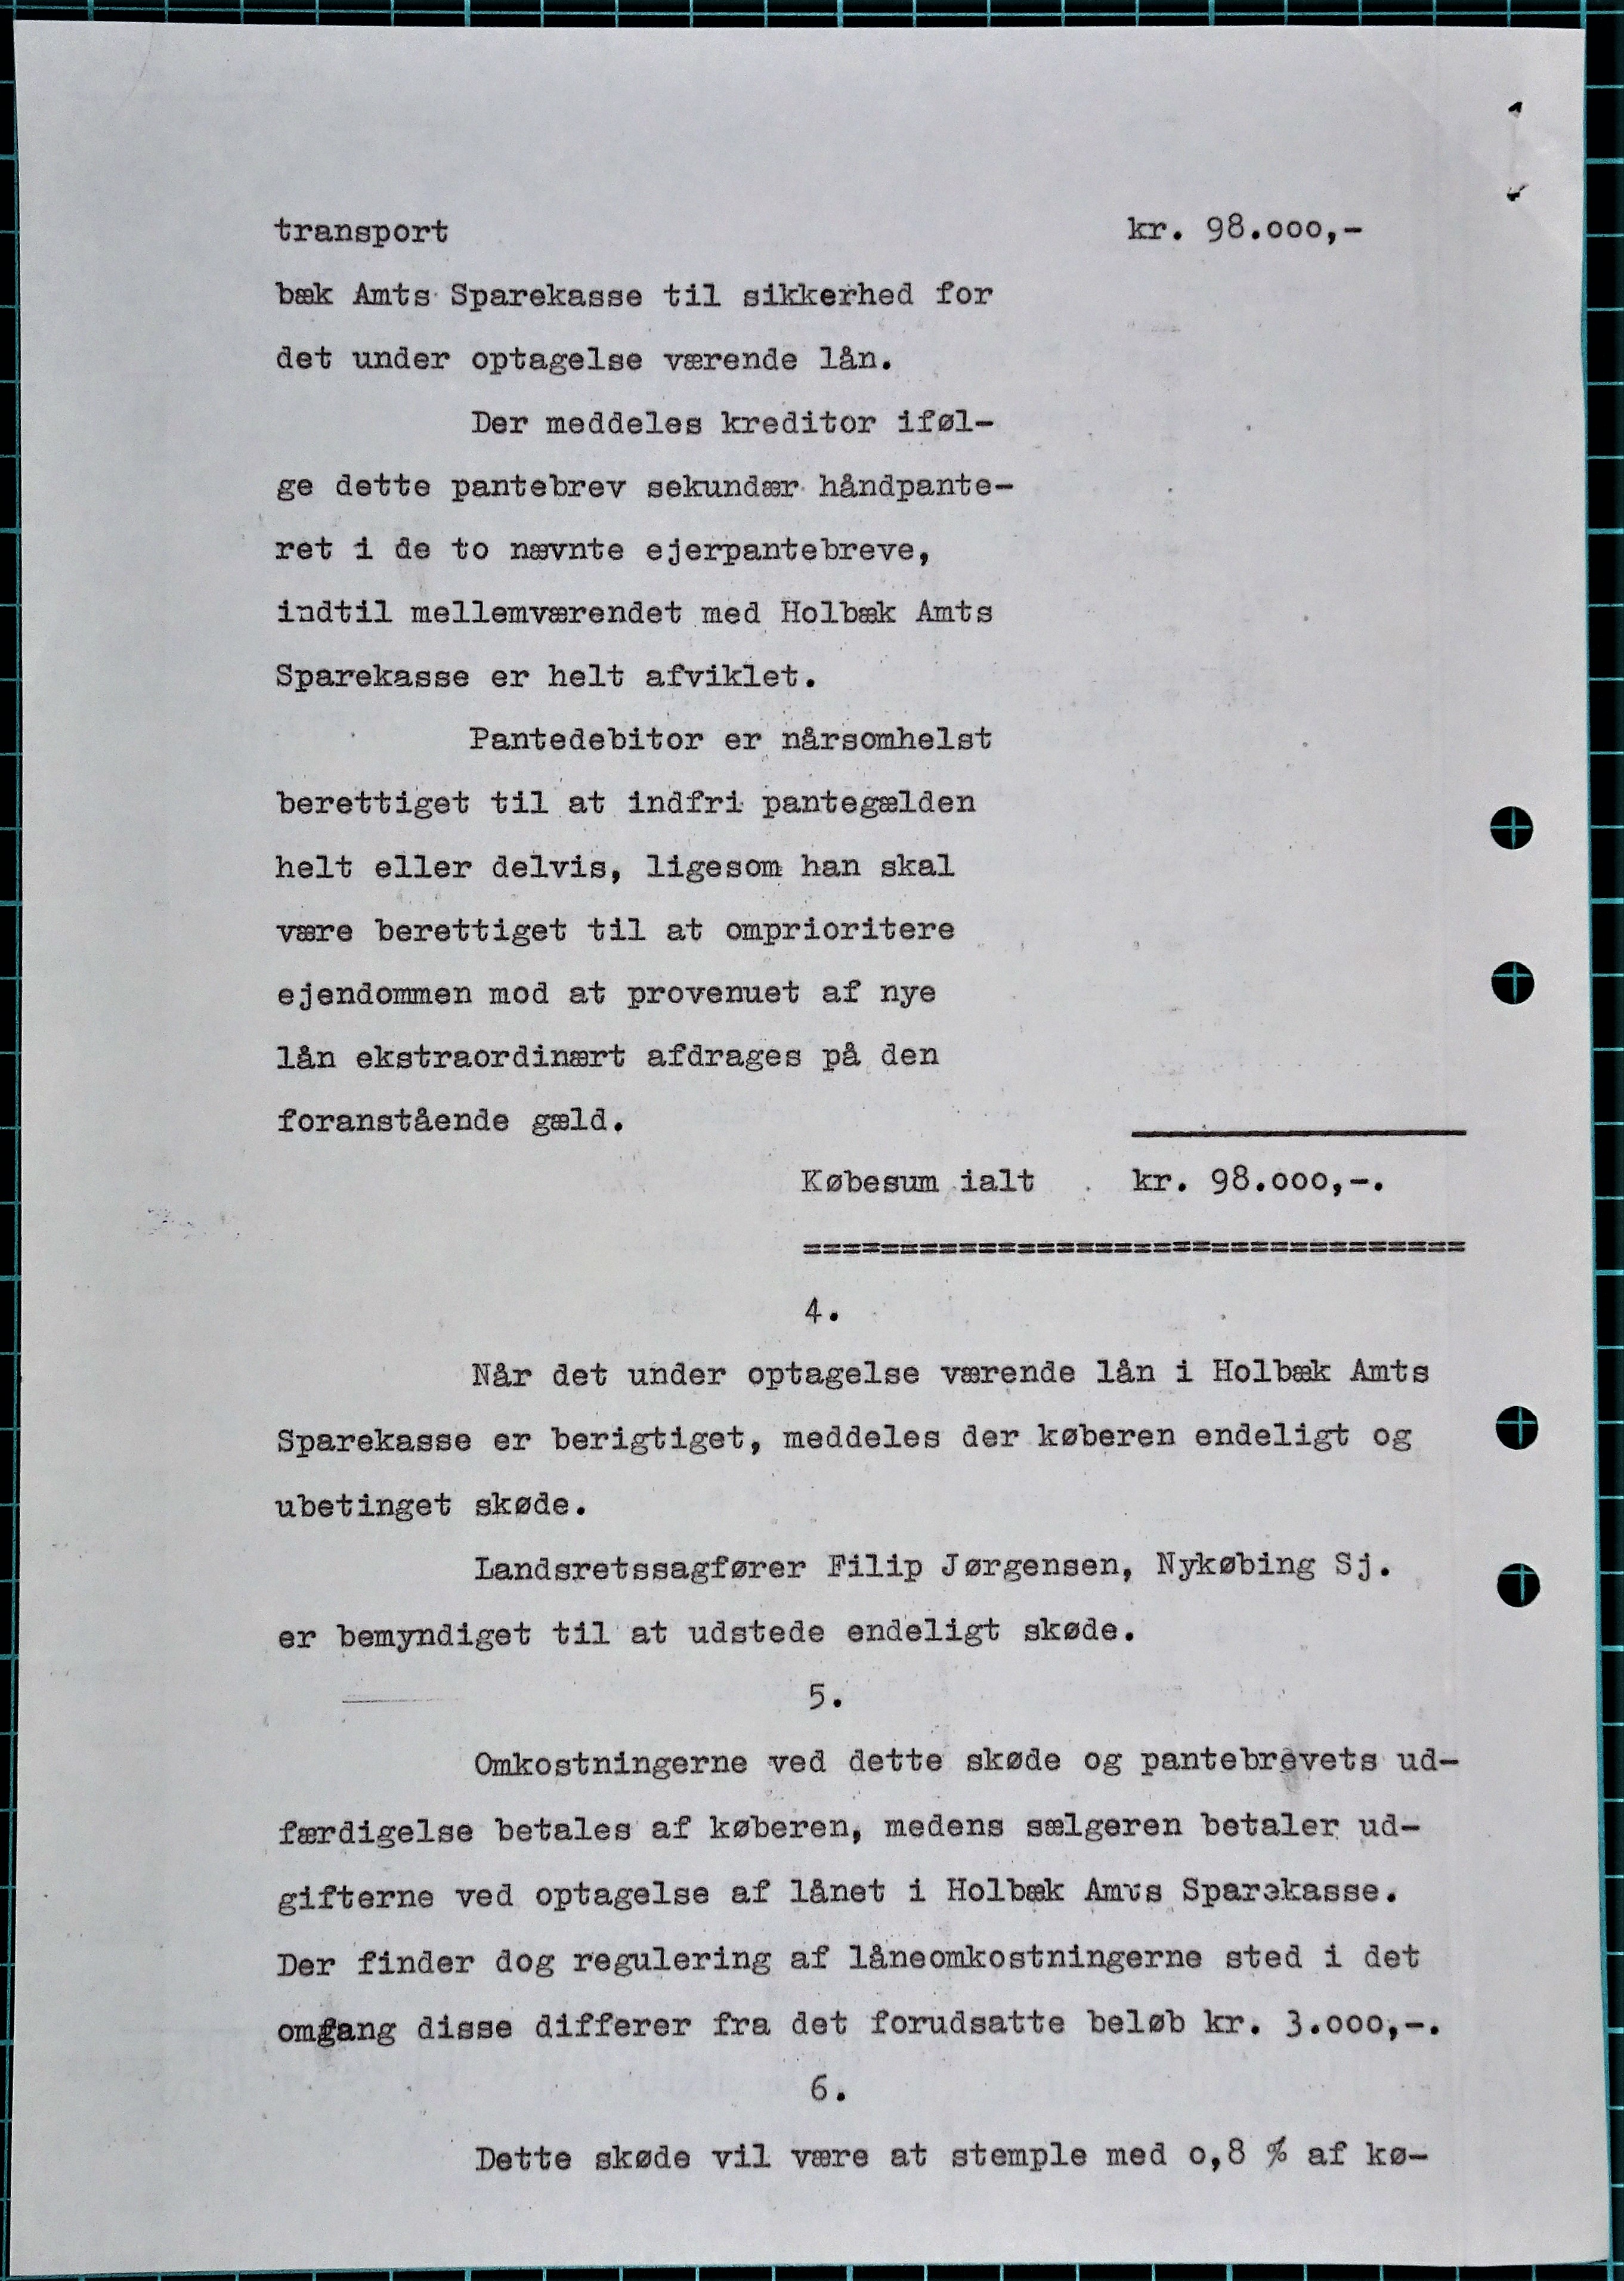 transport kr. 98.ooo,-
bæk Amts Sparekasse til sikkerhed for
det under optagelse værende lån.
Der meddeles kreditor iføl-
ge dette pantebrev sekundær håndpante-
ret i de to nævnte ejerpantebreve,
indtil mellemværendet med Holbæk Amts
Sparekasse er helt afviklet.
Pantedebitor er nårsomhelst
berettiget til at indfri pantegælden
helt eller delvis, ligesom han skal
være berettiget til at omprioritere
ejendommen mod at provenuet af nye
lån ekstraordinært afdrages på den
foranstående gæld.
Købesum ialt kr. 98.ooo,-.
==================================
4.
Når det under optagelse værende lån i Holbæk Amts
Sparekasse er berigtiget, meddeles der køberen endeligt og
ubetinget skøde.
Landsretssagfører Filip Jørgensen, Nykøbing Sj.
er bemyndiget til at udstede endeligt skøde.
5.
Omkostningerne ved dette skøde og pantebrevets ud-
færdigelse betales af køberen, medens sælgeren betaler ud-
gifterne ved optagelse af lånet i Holbæk Amts Sparekasse.
Der finder dog regulering af låneomkostningerne sted i det
omfang disse differer fra det forudsatte beløb kr. 3.ooo,-.
6.
Dette skøde vil være at stemple med o,8 % af kø-